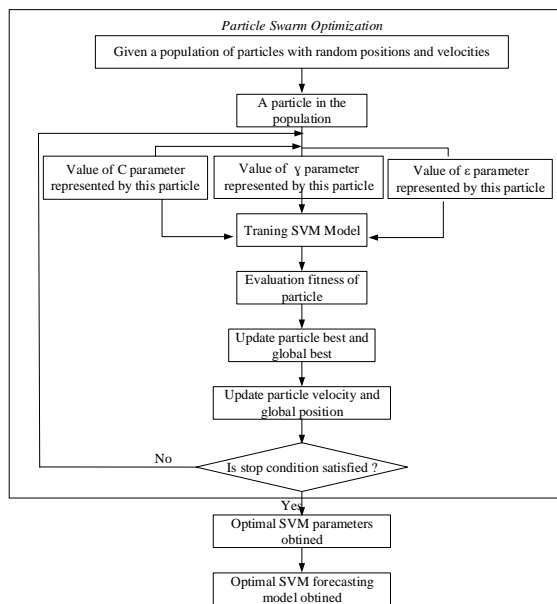 Particle Swarm Optimization
Given a population of particles with random positions and velocities
A particle in the
population
Value of C parameter
represented by this particle
Value of γ parameter
represented by this particle
Value of ε parameter
represented by this particle
Traning SVM Model
Evaluation fitness of
particle
Update particle best and
global best
Update particle velocity and
global position
No
Is stop condition satisfied ?
Yes
Optimal SVM parameters
obtined
Optimal SVM forecasting
model obtined